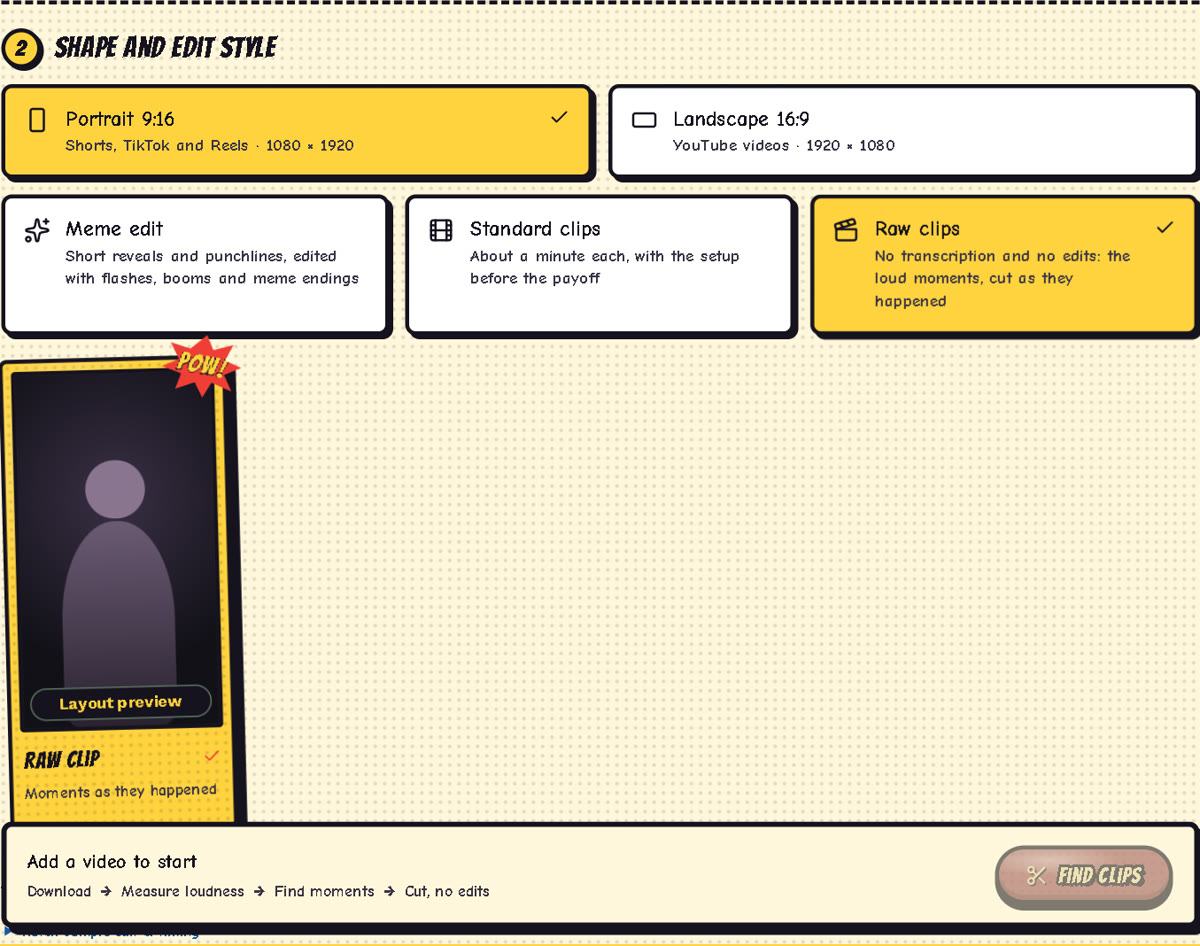 2 SHAPE AND EDIT STYLE
Portrait 9:16
Shorts, TikTok and Reels · 1080 × 1920
Landscape 16:9
YouTube videos · 1920 × 1080
Meme edit
Short reveals and punchlines, edited
with flashes, booms and meme endings
Standard clips
About a minute each, with the setup
before the payoff
Raw clips
No transcription and no edits: the
loud moments, cut as they
happened
POW!
Layout preview
RAW CLIP
Moments as they happened
Add a video to start
Download → Measure loudness → Find moments → Cut, no edits
FIND CLIPS